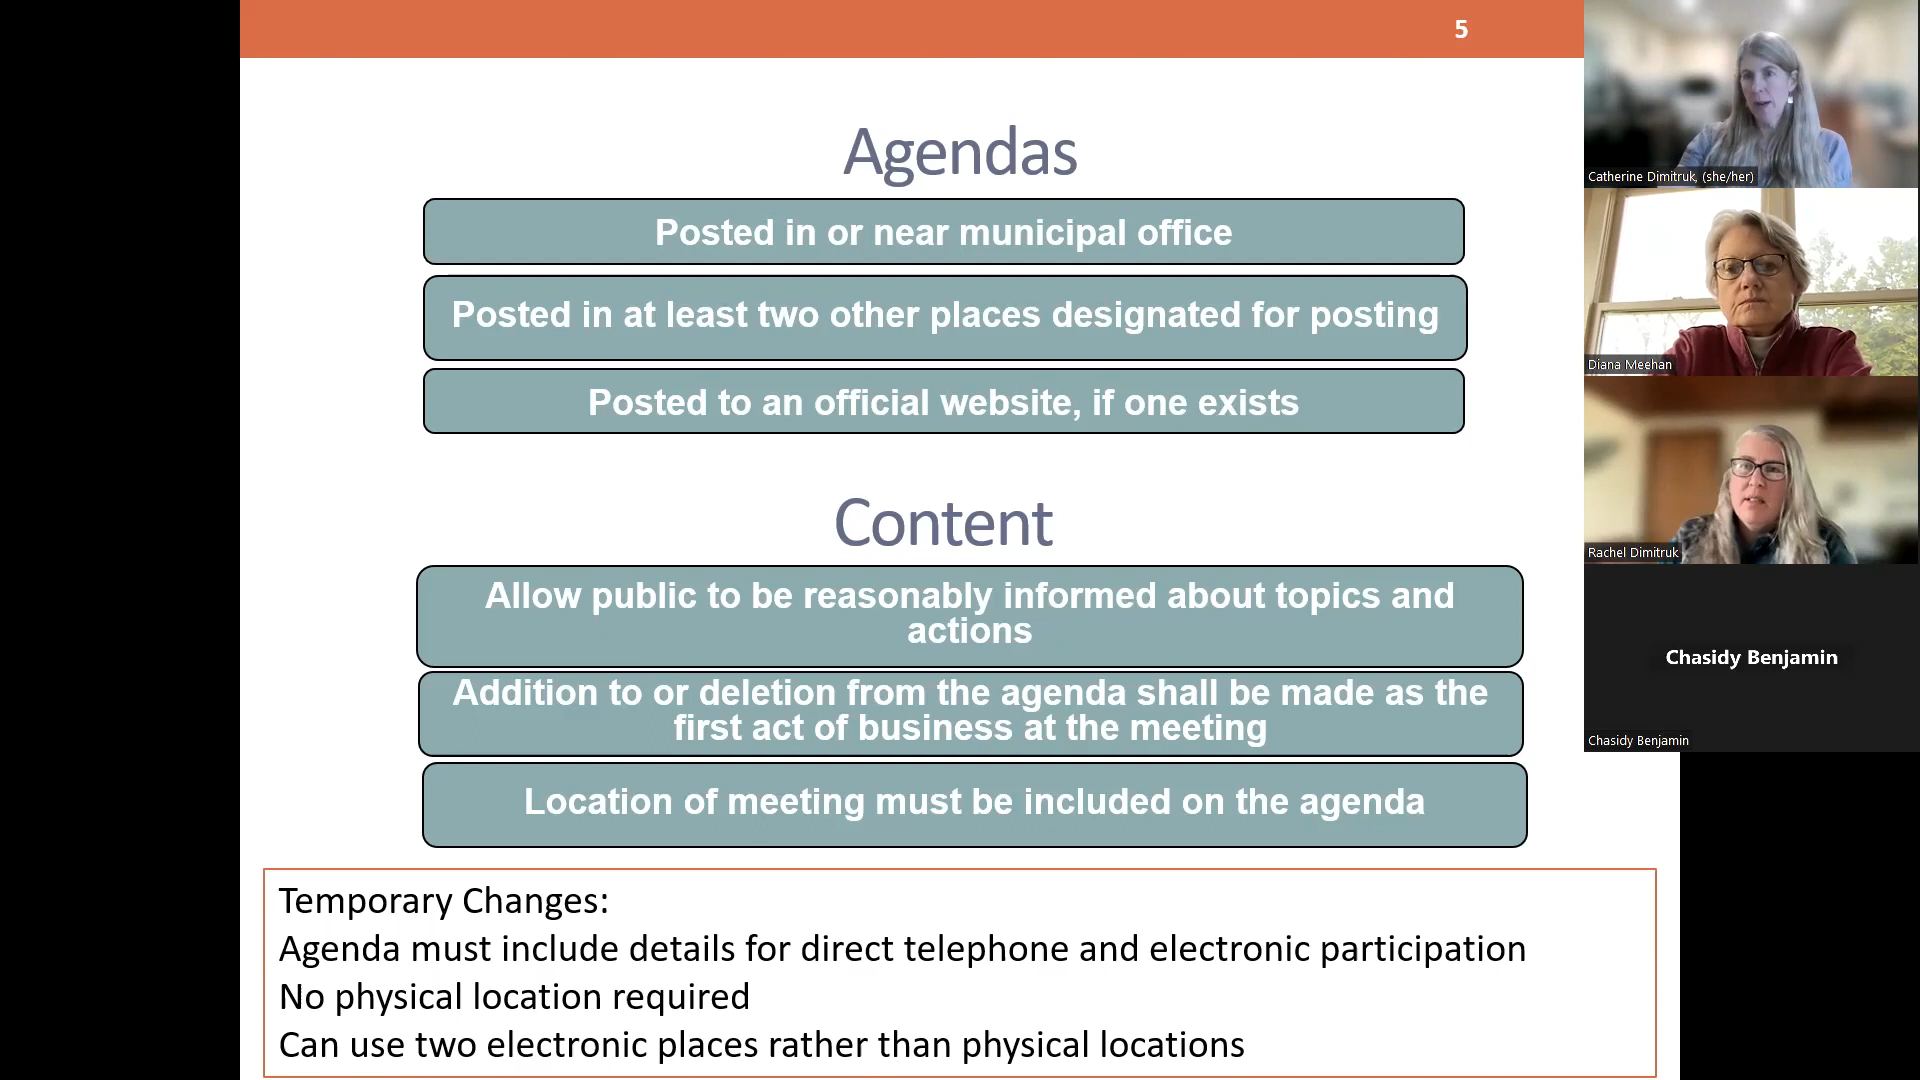 5
Agendas
Posted in or near municipal office
Posted in at least two other places designated for posting
Posted to an official website, if one exists
Content
Allow public to be reasonably informed about topics and
actions
Addition to or deletion from the agenda shall be made as the
first act of business at the meeting
Location of meeting must be included on the agenda
Temporary Changes:
Agenda must include details for direct telephone and electronic participation
No physical location required
Can use two electronic places rather than physical locations
Catherine Dimitruk, (she/her)
Diana Meehan
Rachel Dimitruk
Chasidy Benjamin
Chasidy Benjamin